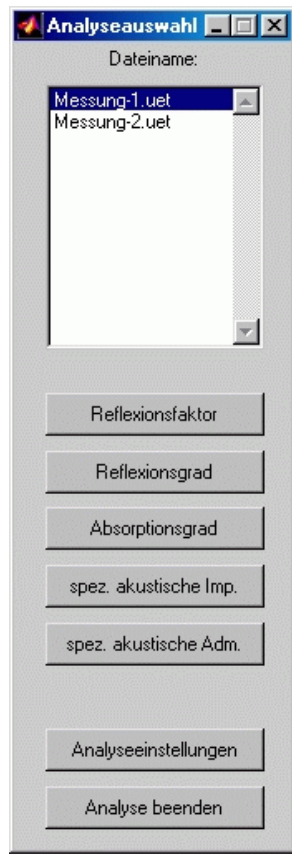 Analyseauswahl
Dateiname:
Messung-1.uet
Messung-2.uet
Reflexionsfaktor
Reflexionsgrad
Absorptionsgrad
spez. akustische Imp.
spez. akustische Adm.
Analyseeinstellungen
Analyse beenden